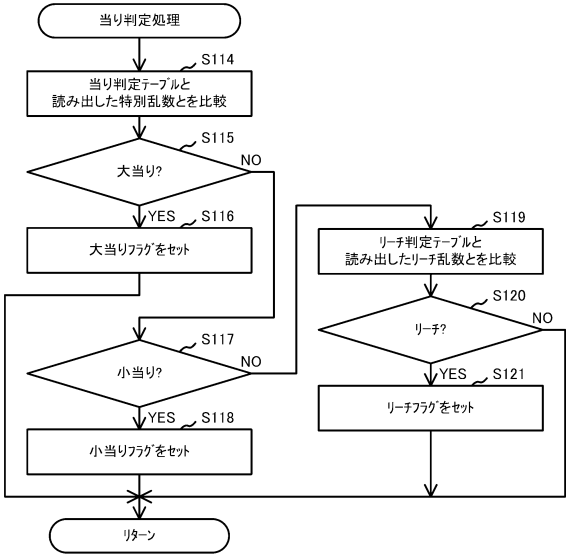 当り判定処理
S114
当り判定ﾃｰﾌﾞﾙと
読み出した特別乱数とを比較
S115
大当り?
NO
YES
S116
大当りﾌﾗｸﾞをセット
S117
小当り?
NO
YES
S118
小当りﾌﾗｸﾞをセット
S119
ﾘｰﾁ判定テーブルと
読み出したﾘｰﾁ乱数とを比較
S120
ﾘｰﾁ?
NO
YES
S121
ﾘｰﾁﾌﾗｸﾞをセット
ﾘﾀｰﾝ